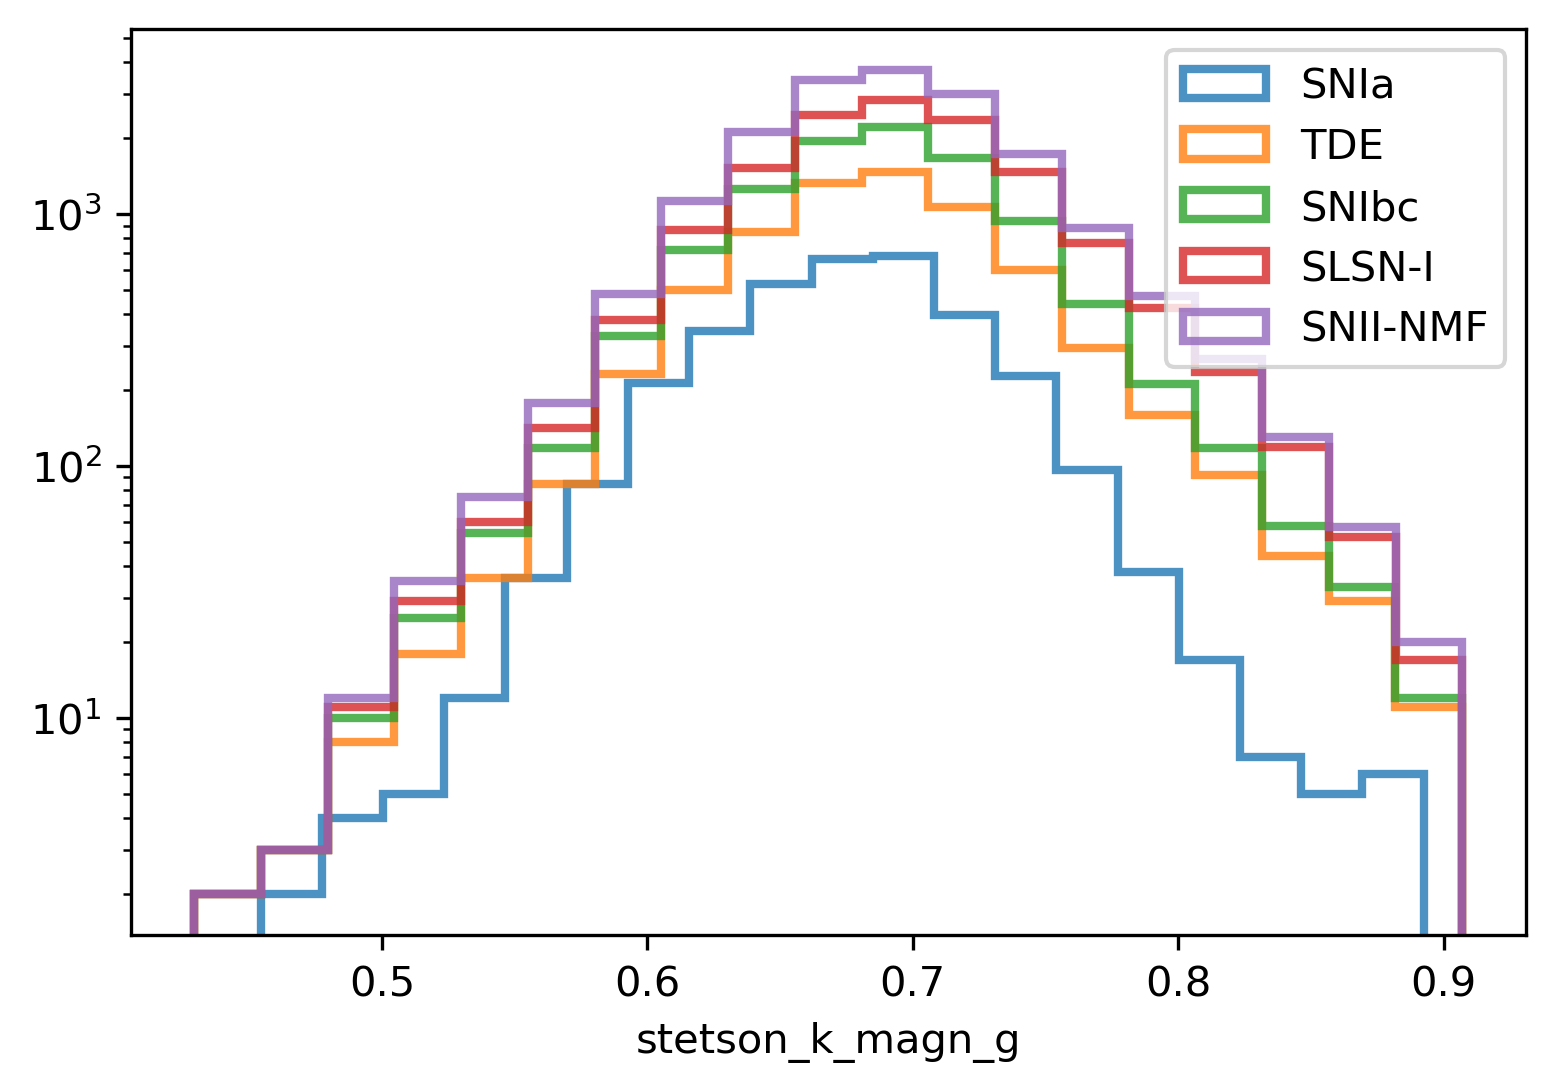 SNIa
TDE
SNIbc
SLSN-I
SNII-NMF
10³
10²
10¹
0.5 0.6 0.7 0.8 0.9
stetson_k_magn_g